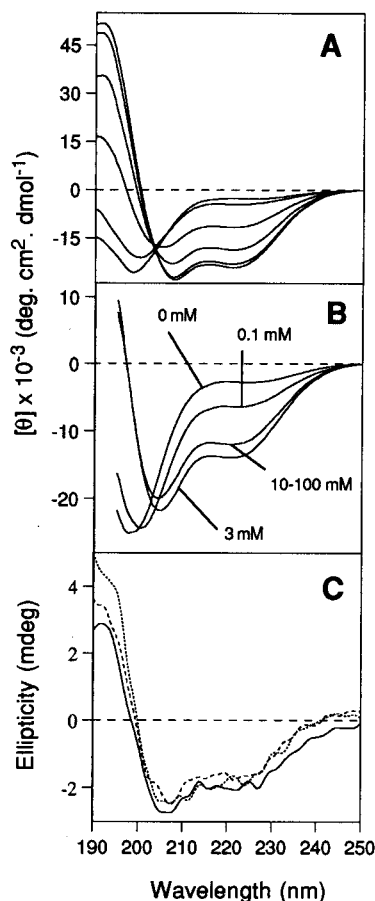 A
45
30
15
0
-15
[θ] x 10⁻³ (deg. cm². dmol⁻¹)
B
10
0
-10
-20
0 mM
0.1 mM
10-100 mM
3 mM
C
4
2
0
-2
Ellipticity (mdeg)
190 200 210 220 230 240 250
Wavelength (nm)